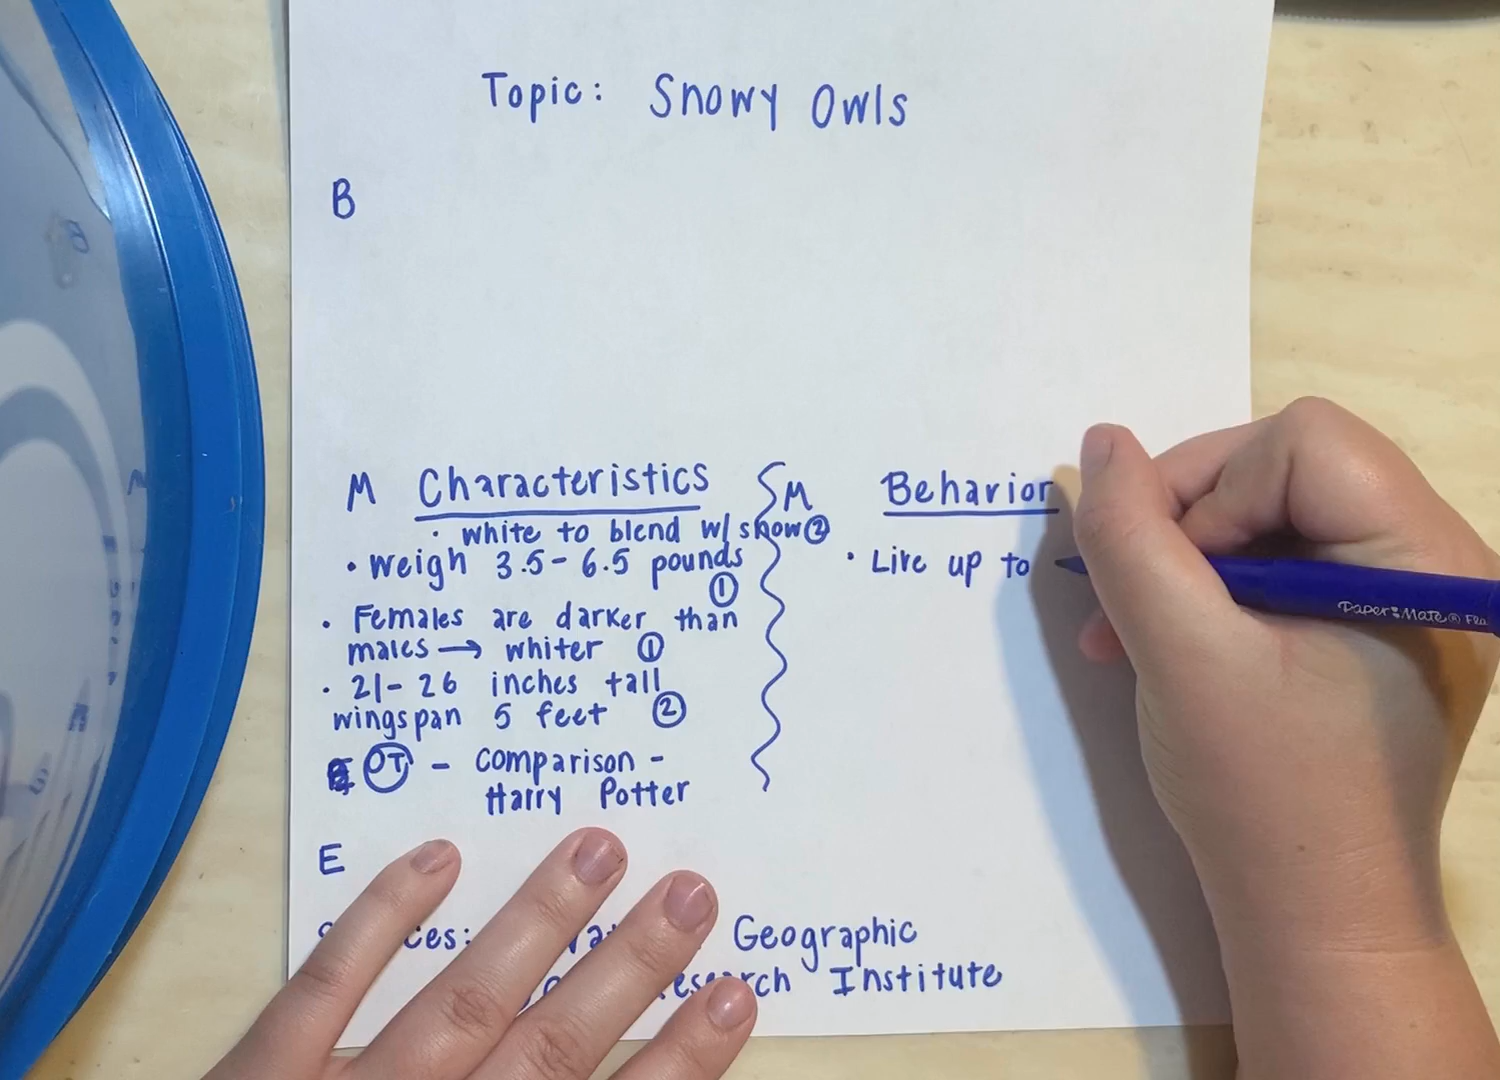 Topic: Snowy Owls
B
M Characteristics
· white to blend w/ snow ②
• weigh 3.5 - 6.5 pounds
①
• Females are darker than
males → whiter ①
• 21 - 26 inches tall
wingspan 5 feet ②
PT - comparison -
Harry Potter
M Behavior
• Live up to
E
Geographic
Institute
Paper:Mate® Fla